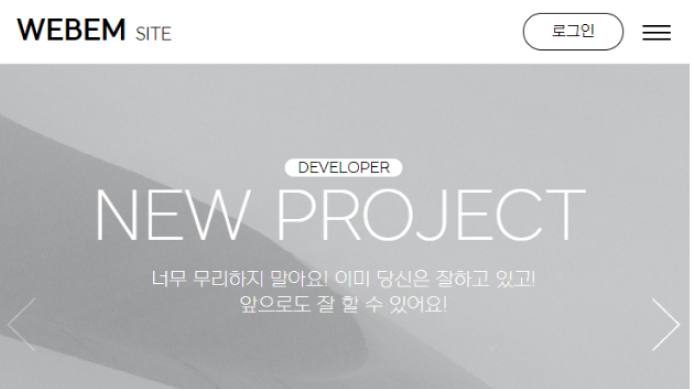 WEBEM SITE
로그인
DEVELOPER
NEW PROJECT
너무 무리하지 말아요! 이미 당신은 잘하고 있고!
앞으로도 잘 할 수 있어요!